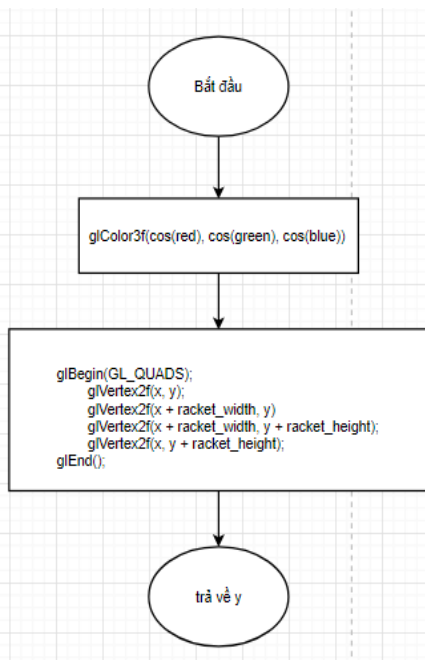 Bắt đầu
glColor3f(cos(red), cos(green), cos(blue))
glBegin(GL_QUADS);
glVertex2f(x, y);
glVertex2f(x + racket_width, y)
glVertex2f(x + racket_width, y + racket_height);
glVertex2f(x, y + racket_height);
glEnd();
trả về y